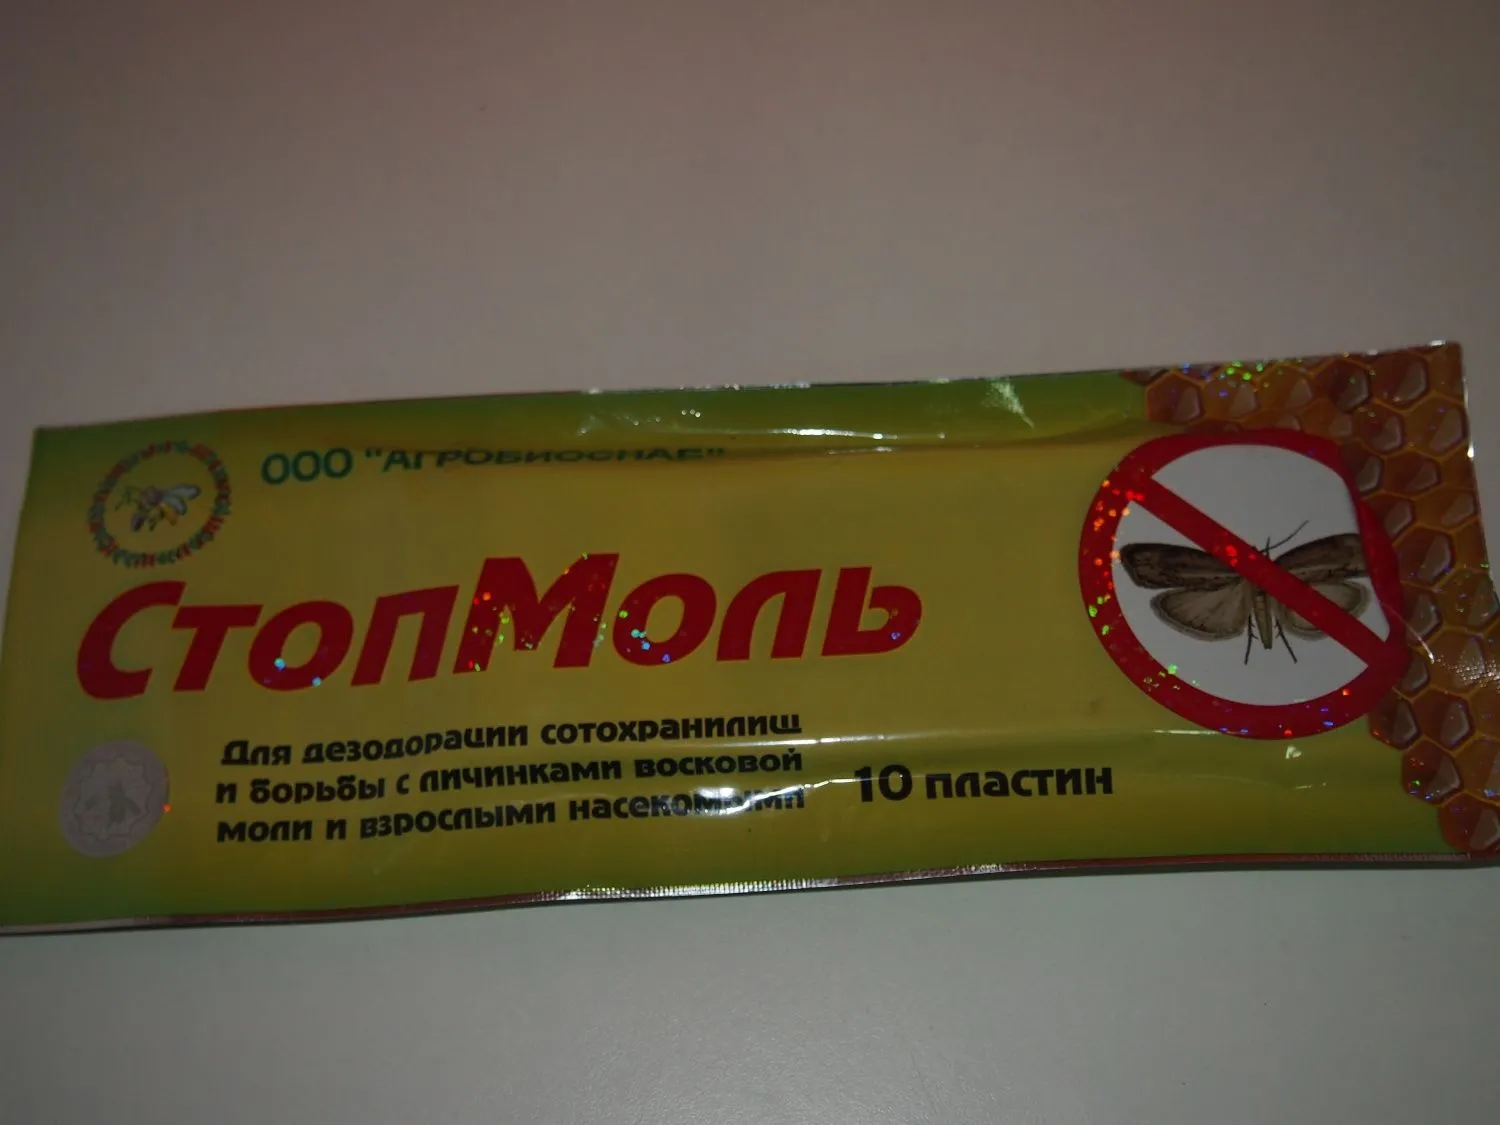 ООО "АГРОБИОСНАБ"
СтопМоль
Для дезодорации сотохранилищ
и борьбы с личинками восковой
моли и взрослыми насекомыми
10 пластин